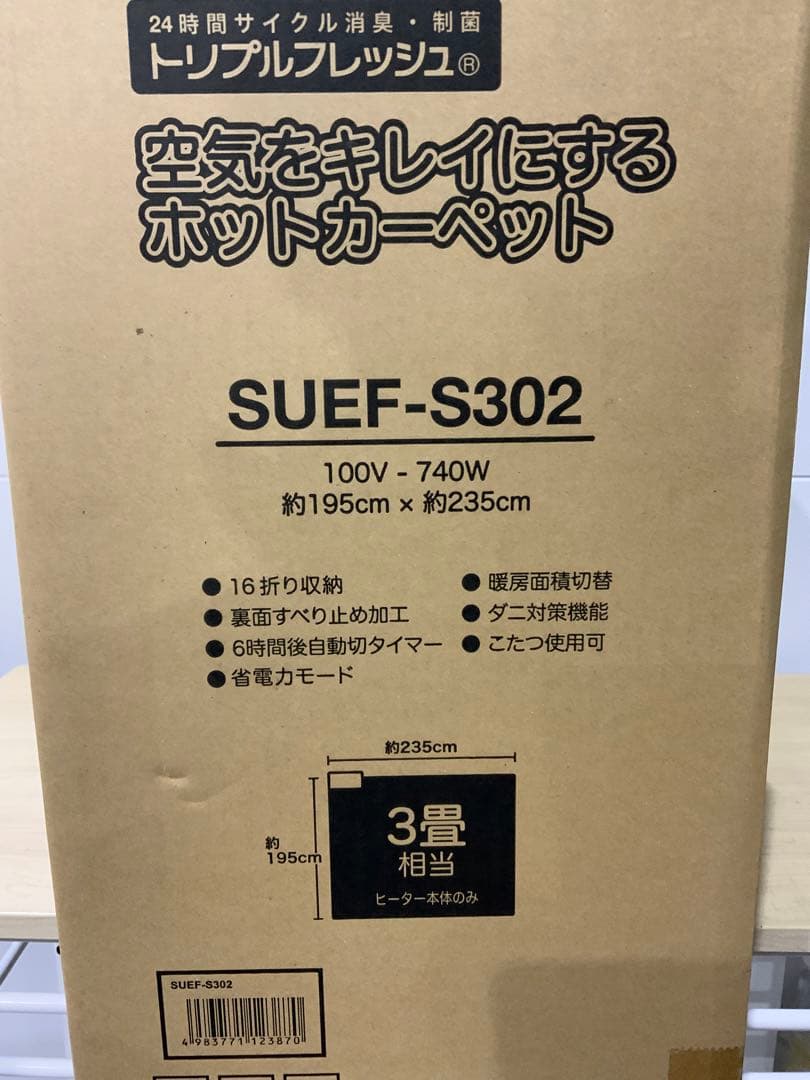 24時間サイクル消臭・制菌
トリプルフレッシュ®
空気をキレイにする
ホットカーペット
SUEF-S302
100V - 740W
約195cm × 約235cm
● 16折り収納
● 裏面すべり止め加工
● 6時間後自動切タイマー
● 省電力モード
● 暖房面積切替
● ダニ対策機能
● こたつ使用可
約235cm
約
195cm
3畳
相当
ヒーター本体のみ
SUEF-S302
4 983771 123870